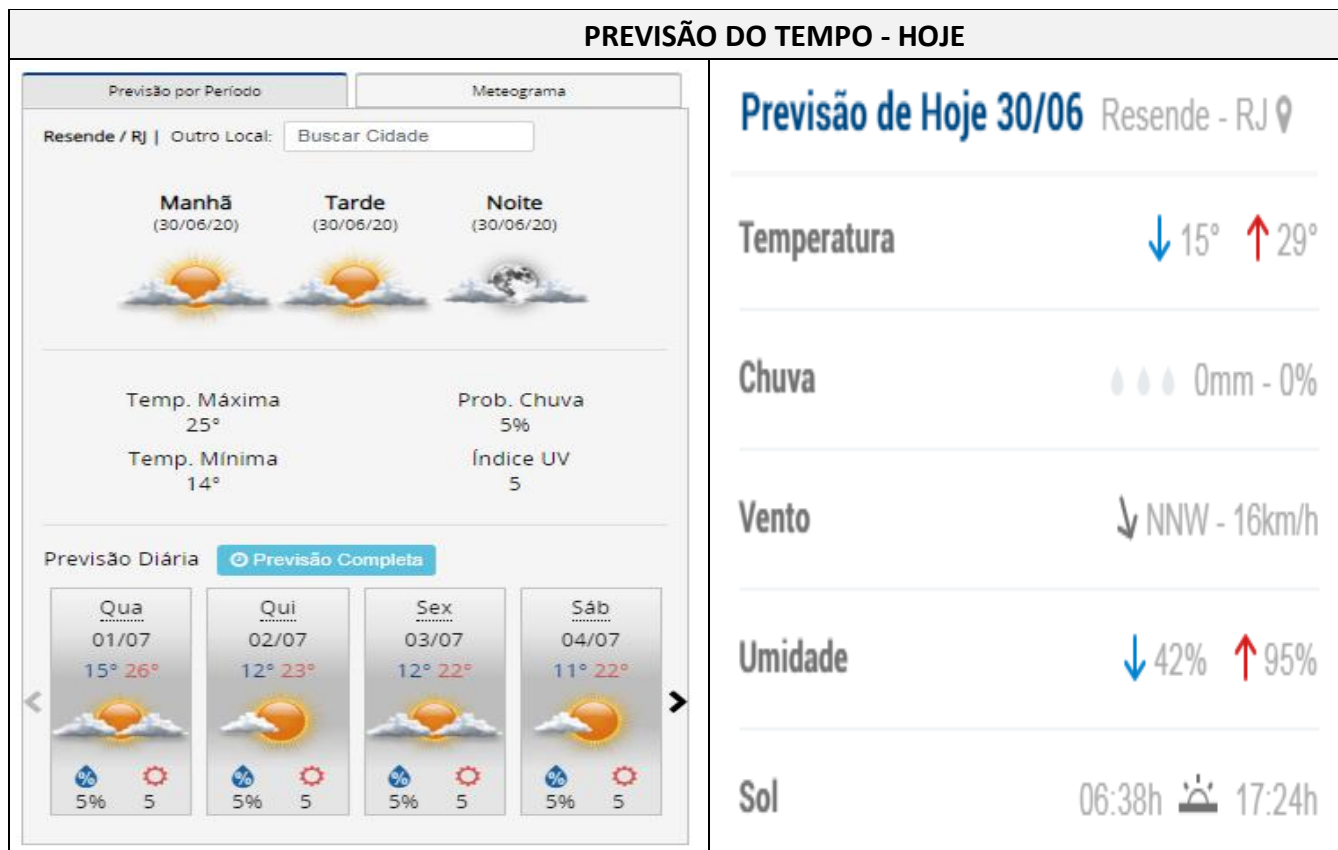 PREVISÃO DO TEMPO - HOJE
Previsão por Período
Meteograma
Resende / RJ | Outro Local: Buscar Cidade
Manhã Tarde Noite
(30/06/20) (30/06/20) (30/06/20)
Temp. Máxima Prob. Chuva
25° 5%
Temp. Mínima Índice UV
14° 5
Previsão Diária Previsão Completa
Qua Qui Sex Sáb
01/07 02/07 03/07 04/07
15° 26° 12° 23° 12° 22° 11° 22°
% % % %
5% 5 5% 5 5% 5 5% 5
Previsão de Hoje 30/06 Resende - RJ
Temperatura 15° 29°
Chuva 0mm - 0%
Vento NNW - 16km/h
Umidade 42% 95%
Sol 06:38h 17:24h